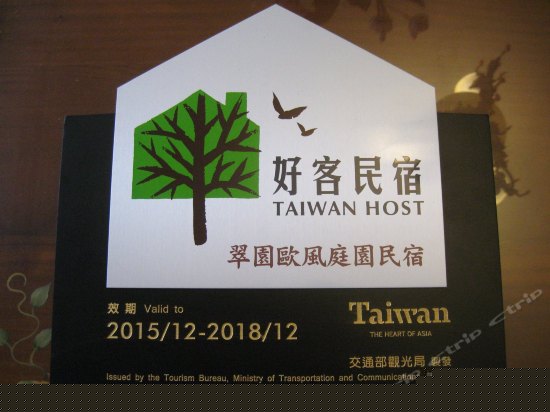 好客民宿
TAIWAN HOST
翠園歐風庭園民宿
效期 Valid to
2015/12-2018/12
Taiwan
THE HEART OF ASIA
交通部觀光局 製發
Issued by the Tourism Bureau, Ministry of Transportation and Communication